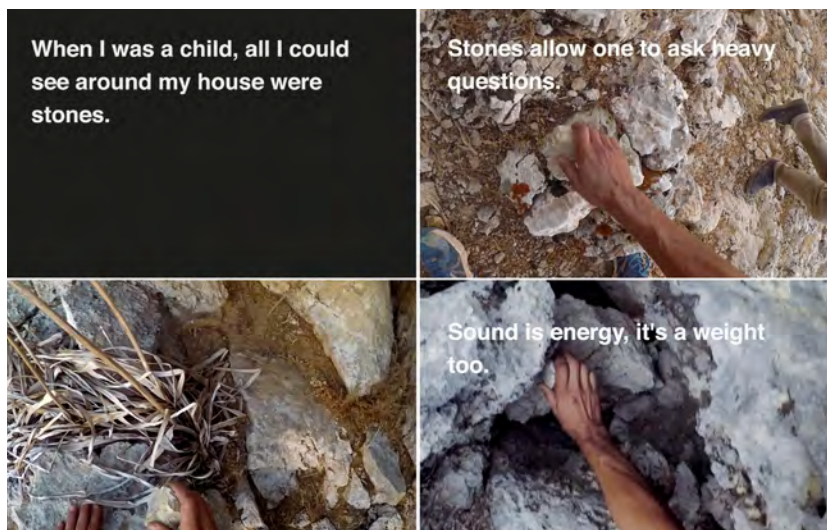 When I was a child, all I could
see around my house were
stones.
Stones allow one to ask heavy
questions.
Sound is energy, it's a weight
too.